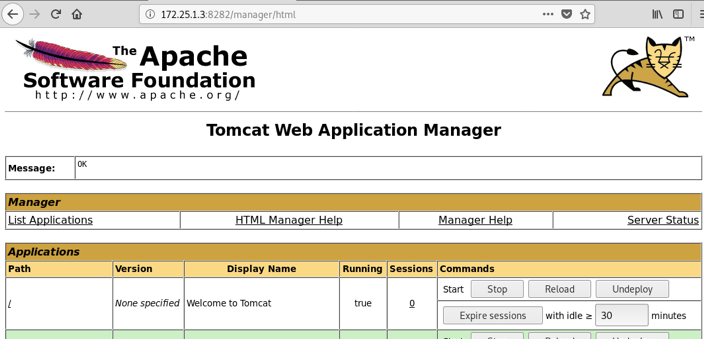 172.25.1.3:8282/manager/html
The Apache
Software Foundation
http://www.apache.org/
TM
Tomcat Web Application Manager
Message: OK
Manager
List Applications HTML Manager Help Manager Help Server Status
Applications
Path Version Display Name Running Sessions Commands
/ None specified Welcome to Tomcat true 0 Start Stop Reload Undeploy
Expire sessions with idle ≥ 30 minutes